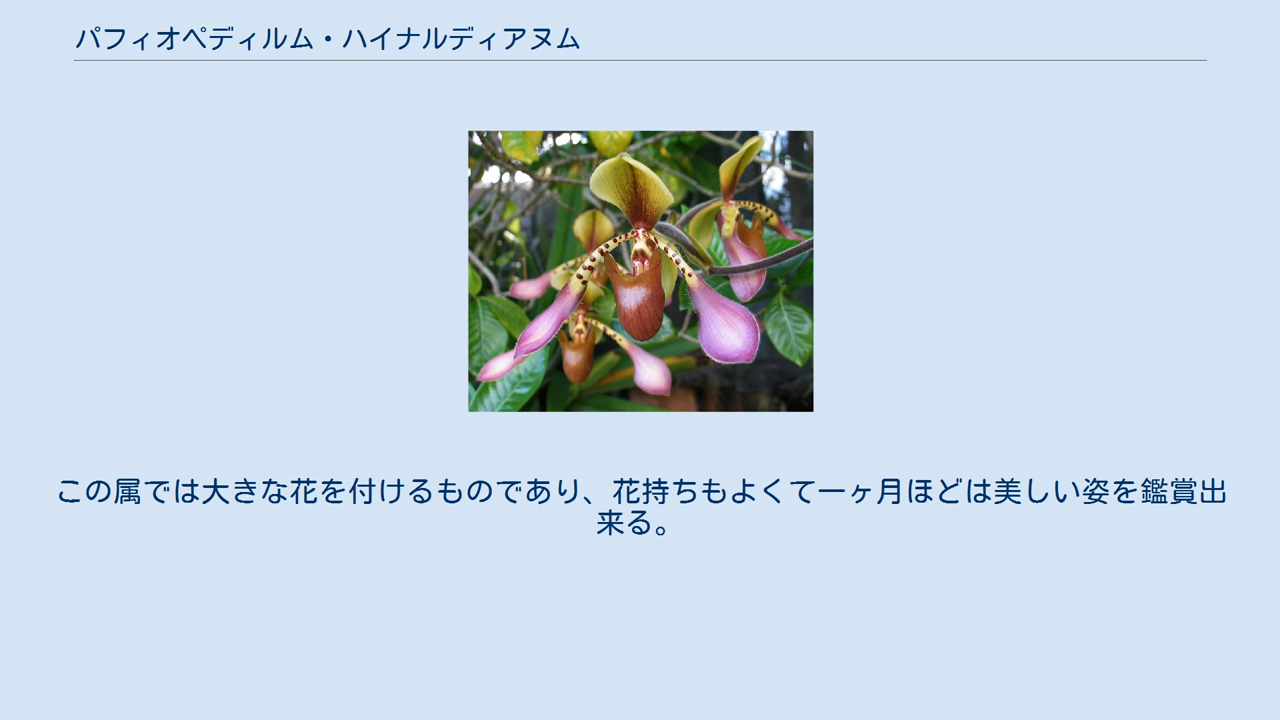 パフィオペディルム・ハイナルディアヌム
この属では大きな花を付けるものであり、花持ちもよくて一ヶ月ほどは美しい姿を鑑賞出
来る。